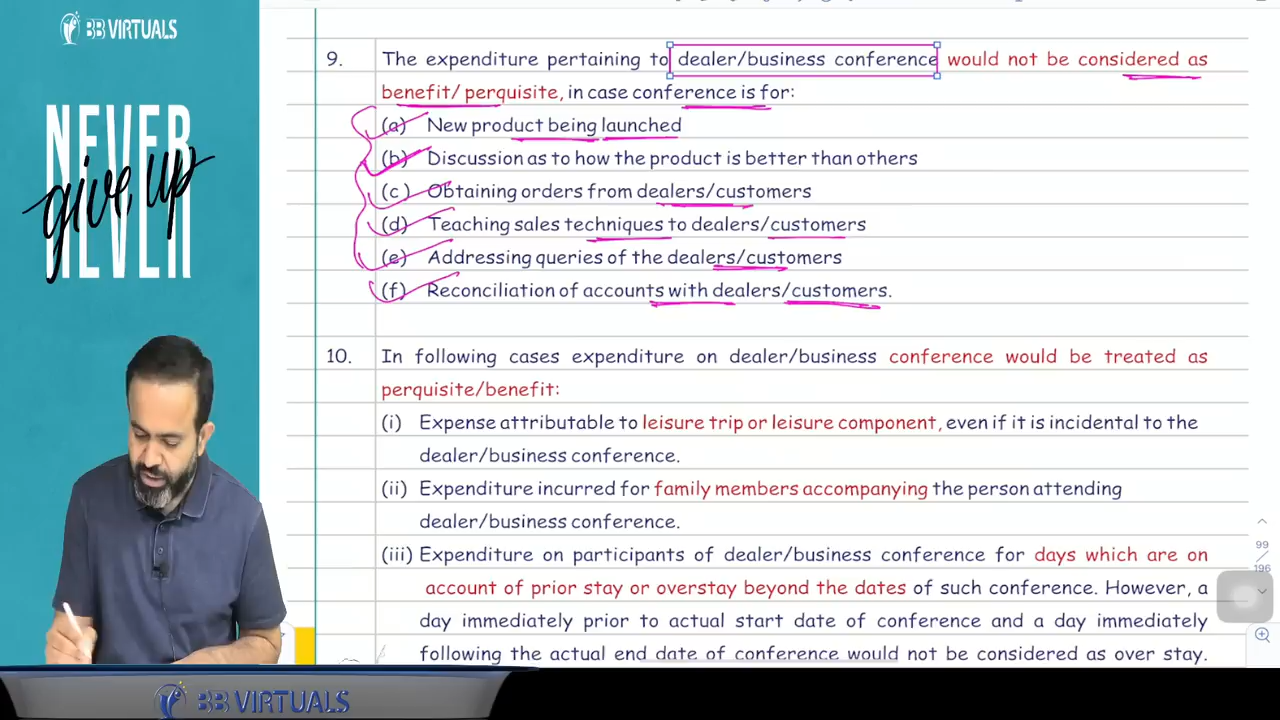 BB VIRTUALS
NEVER
give up
NEVER
9. The expenditure pertaining to dealer/business conference would not be considered as
benefit/ perquisite, in case conference is for:
(a) New product being launched
(b) Discussion as to how the product is better than others
(c) Obtaining orders from dealers/customers
(d) Teaching sales techniques to dealers/customers
(e) Addressing queries of the dealers/customers
(f) Reconciliation of accounts with dealers/customers.
10. In following cases expenditure on dealer/business conference would be treated as
perquisite/benefit:
(i) Expense attributable to leisure trip or leisure component, even if it is incidental to the
dealer/business conference.
(ii) Expenditure incurred for family members accompanying the person attending
dealer/business conference.
(iii) Expenditure on participants of dealer/business conference for days which are on
account of prior stay or overstay beyond the dates of such conference. However, a
day immediately prior to actual start date of conference and a day immediately
following the actual end date of conference would not be considered as over stay.
99
196
BB VIRTUALS